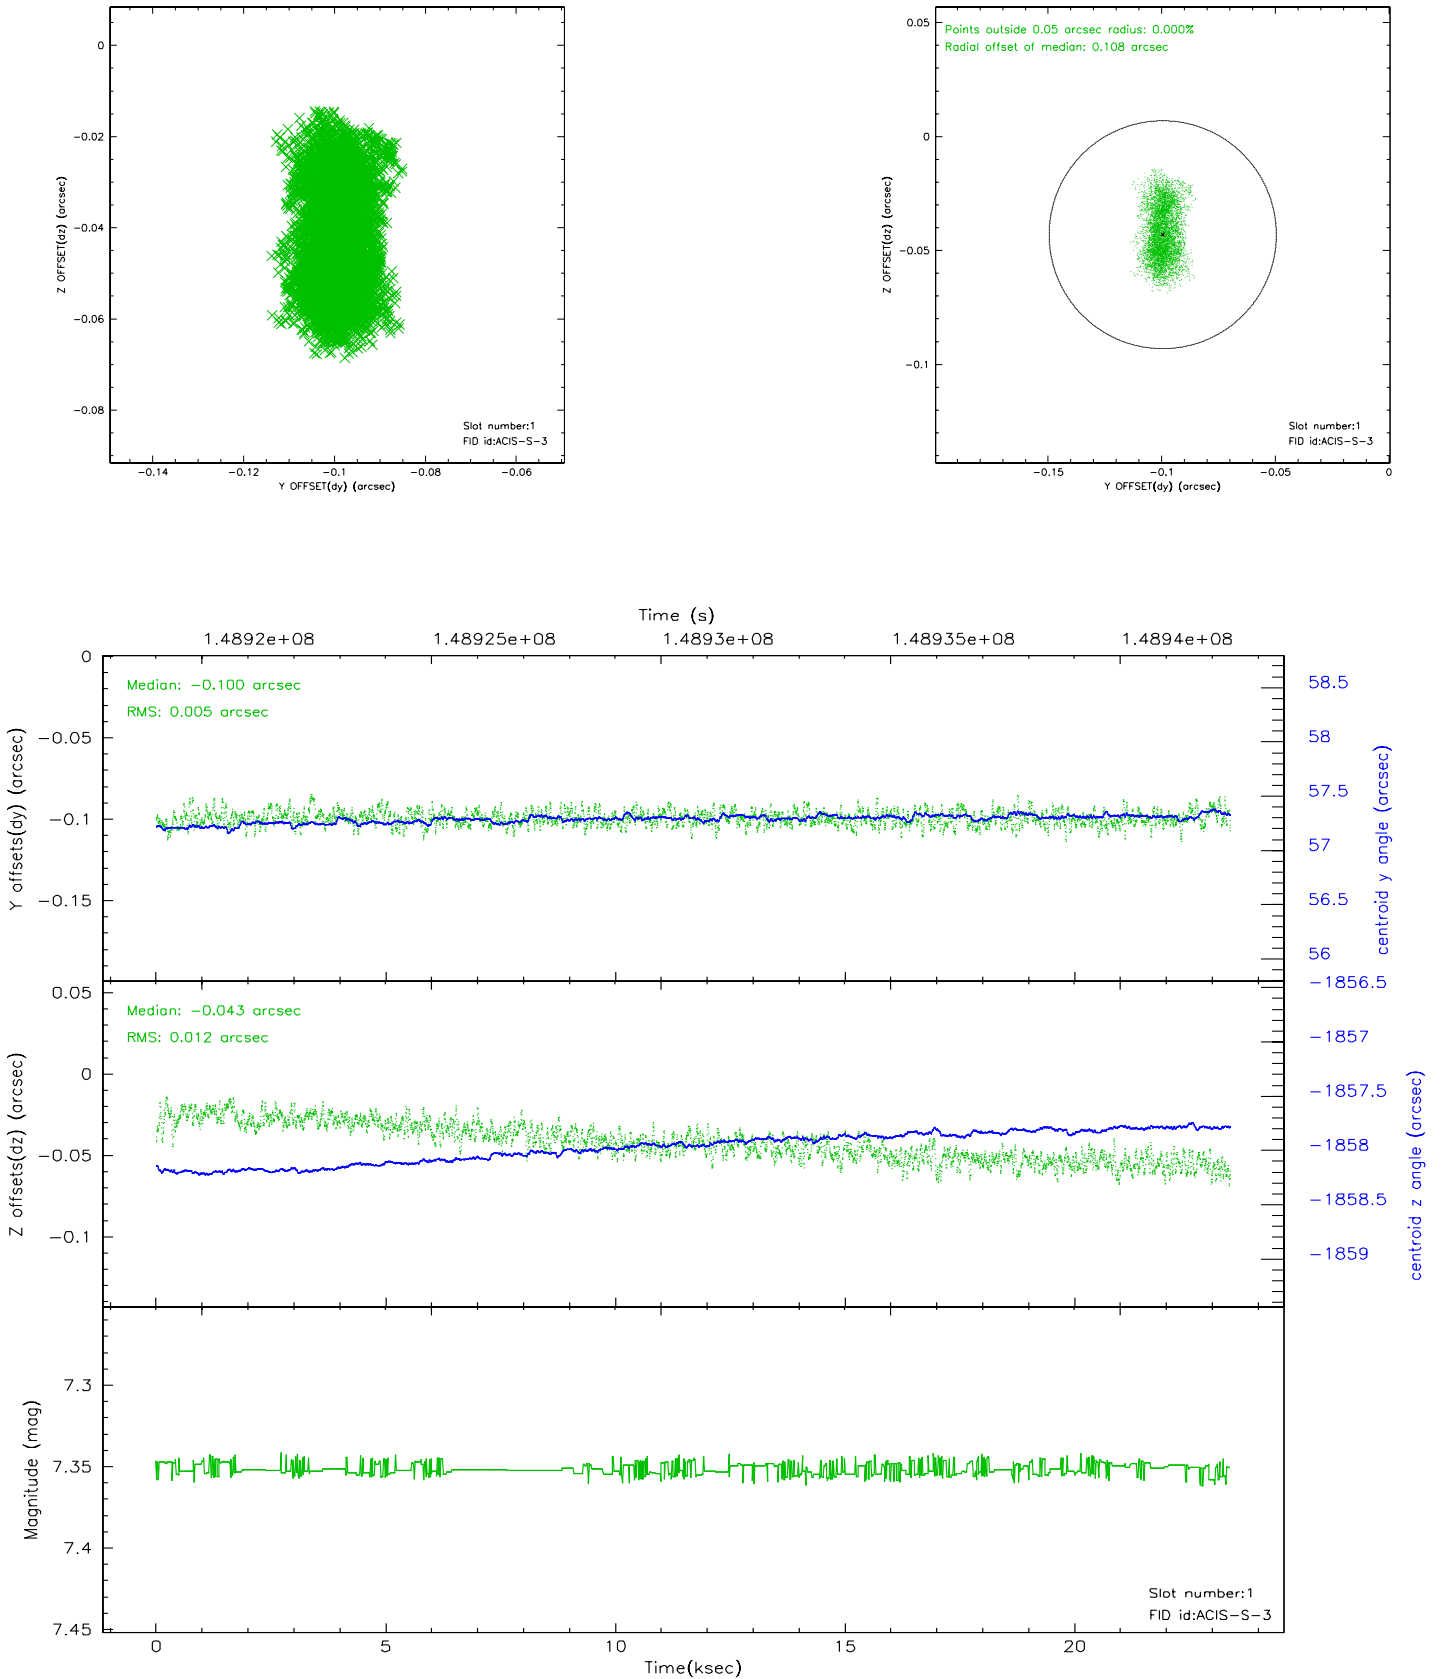 0
-0.02
-0.04
-0.06
-0.08
Z OFFSET(dz) (arcsec)
Slot number:1
FID id:ACIS-S-3
-0.14 -0.12 -0.1 -0.08 -0.06
Y OFFSET(dy) (arcsec)
Points outside 0.05 arcsec radius: 0.000%
Radial offset of median: 0.108 arcsec
0.05
0
-0.05
-0.1
Z OFFSET(dz) (arcsec)
Slot number:1
FID id:ACIS-S-3
-0.15 -0.1 -0.05 0
Y OFFSET(dy) (arcsec)
Time (s)
1.4892e+08 1.48925e+08 1.4893e+08 1.48935e+08 1.4894e+08
Median: -0.100 arcsec
RMS: 0.005 arcsec
0
-0.05
-0.1
-0.15
Y offsets(dy) (arcsec)
58.5
58
57.5
57
56.5
56
centroid y angle (arcsec)
Median: -0.043 arcsec
RMS: 0.012 arcsec
0.05
0
-0.05
-0.1
Z offsets(dz) (arcsec)
-1856.5
-1857
-1857.5
-1858
-1858.5
-1859
centroid z angle (arcsec)
7.3
7.35
7.4
7.45
Magnitude (mag)
Slot number:1
FID id:ACIS-S-3
0 5 10 15 20
Time(ksec)